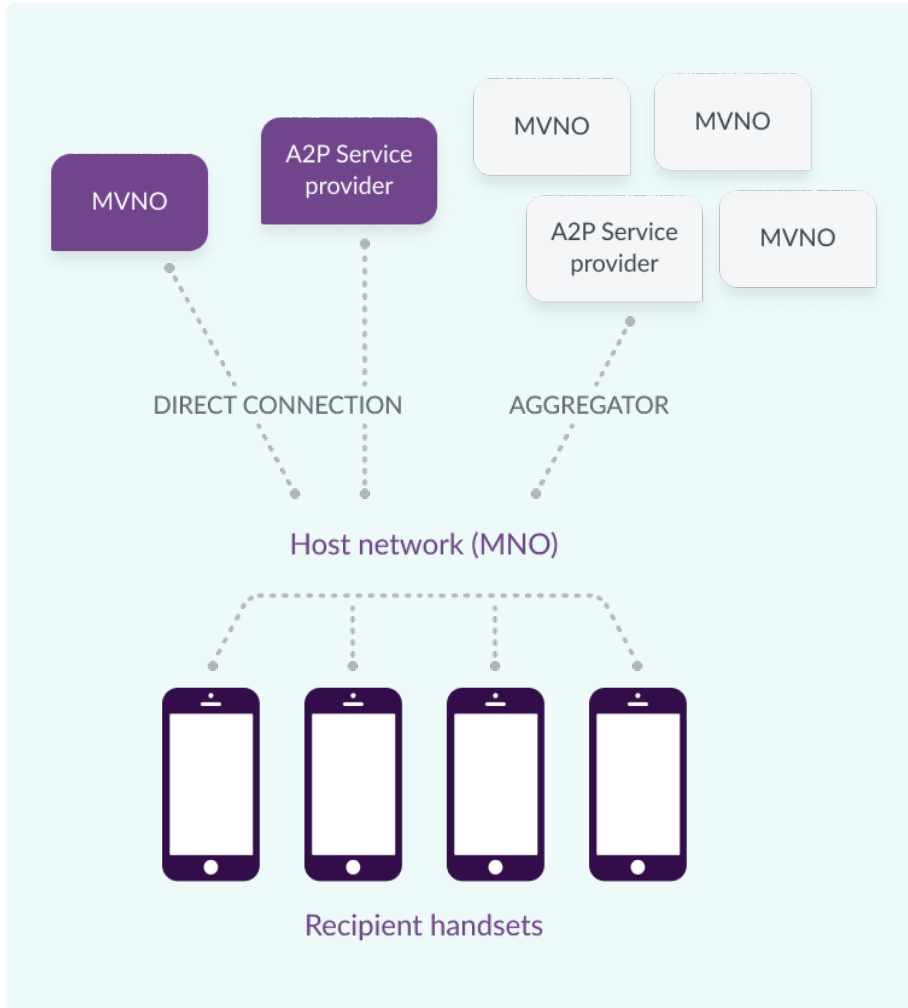 MVNO
A2P Service
provider
MVNO
MVNO
A2P Service
provider
MVNO
DIRECT CONNECTION
AGGREGATOR
Host network (MNO)
Recipient handsets